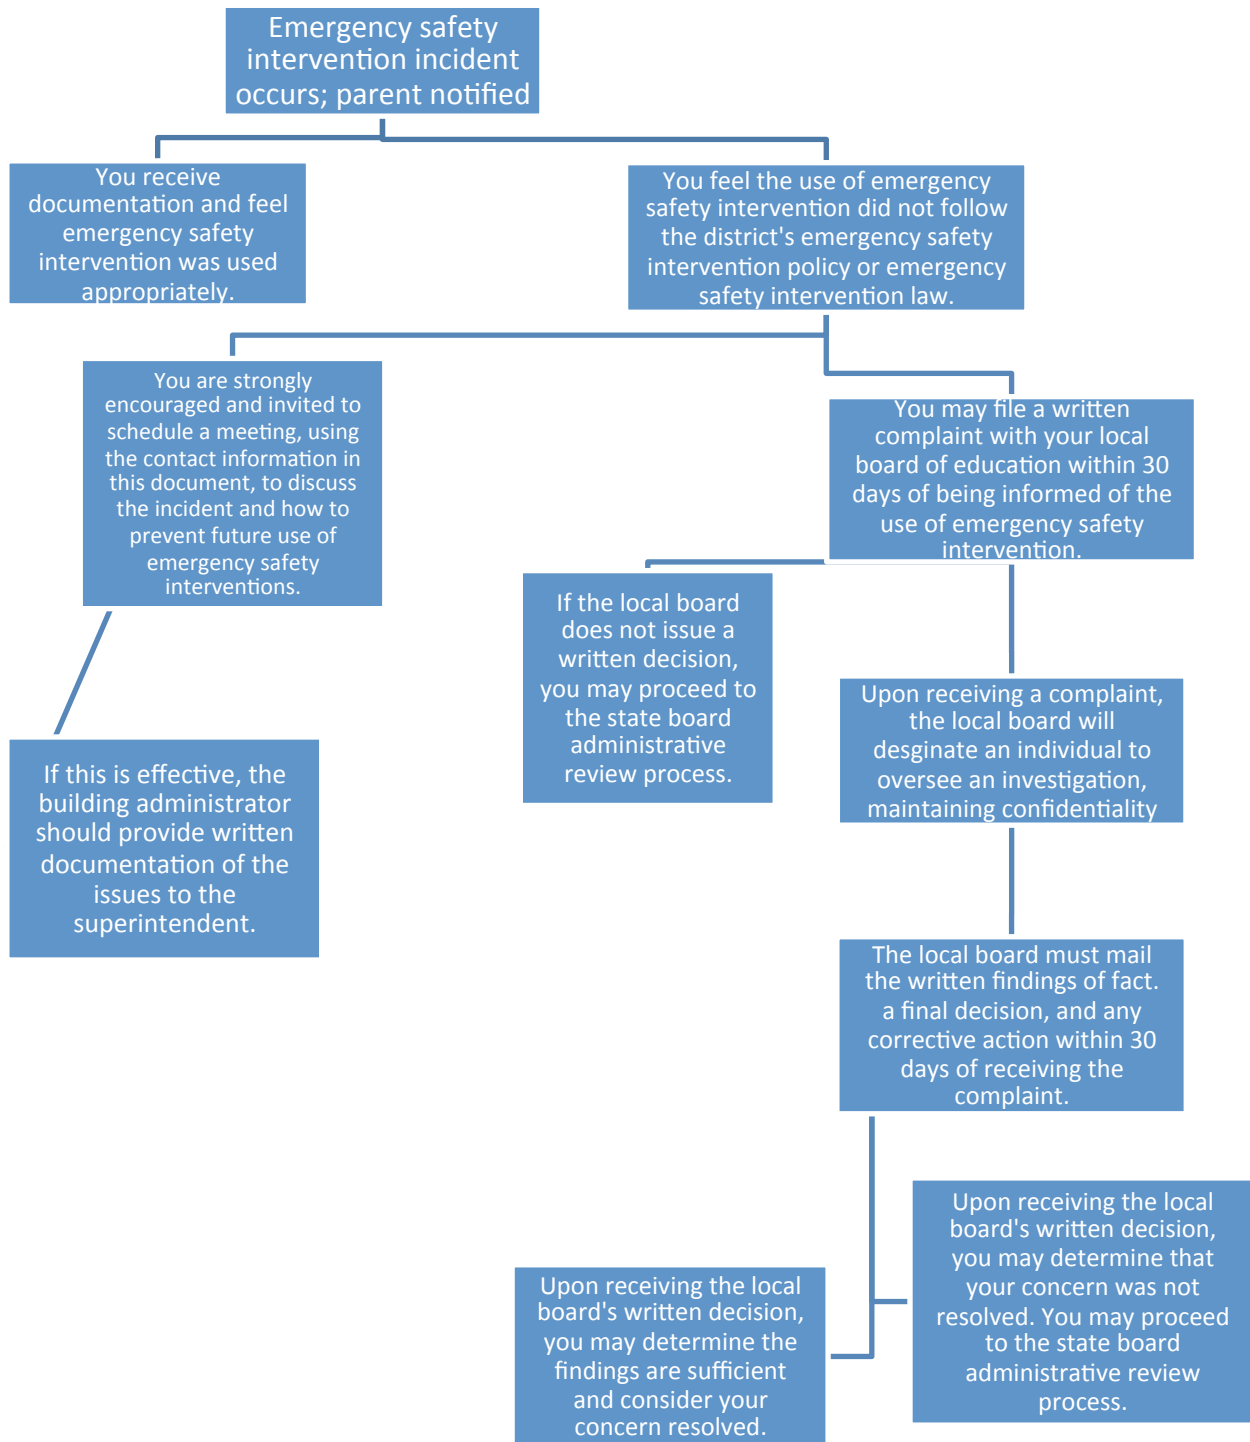 Emergency safety
intervention incident
occurs; parent notified
You receive
documentation and feel
emergency safety
intervention was used
appropriately.
You feel the use of emergency
safety intervention did not follow
the district's emergency safety
intervention policy or emergency
safety intervention law.
You are strongly
encouraged and invited to
schedule a meeting, using
the contact information in
this document, to discuss
the incident and how to
prevent future use of
emergency safety
interventions.
You may file a written
complaint with your local
board of education within 30
days of being informed of the
use of emergency safety
intervention.
If the local board
does not issue a
written decision,
you may proceed to
the state board
administrative
review process.
Upon receiving a complaint,
the local board will
desginate an individual to
oversee an investigation,
maintaining confidentiality
If this is effective, the
building administrator
should provide written
documentation of the
issues to the
superintendent.
The local board must mail
the written findings of fact.
a final decision, and any
corrective action within 30
days of receiving the
complaint.
Upon receiving the local
board's written decision,
you may determine that
your concern was not
resolved. You may proceed
to the state board
administrative review
process.
Upon receiving the local
board's written decision,
you may determine the
findings are sufficient
and consider your
concern resolved.